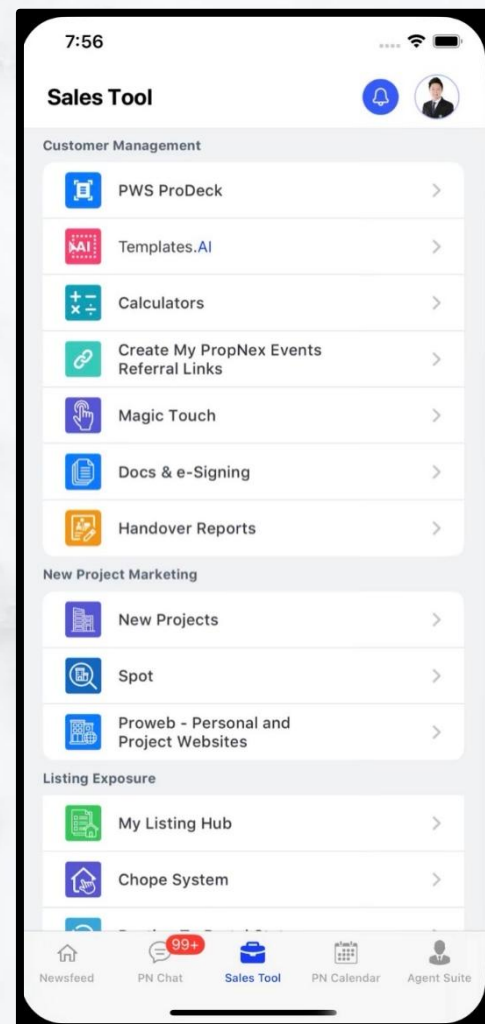 7:56
Sales Tool
Customer Management
PWS ProDeck
AI
Templates.AI
Calculators
Create My PropNex Events
Referral Links
Magic Touch
Docs & e-Signing
Handover Reports
New Project Marketing
New Projects
Spot
Proweb - Personal and
Project Websites
Listing Exposure
My Listing Hub
Chope System
99+
Newsfeed
PN Chat
Sales Tool
PN Calendar
Agent Suite